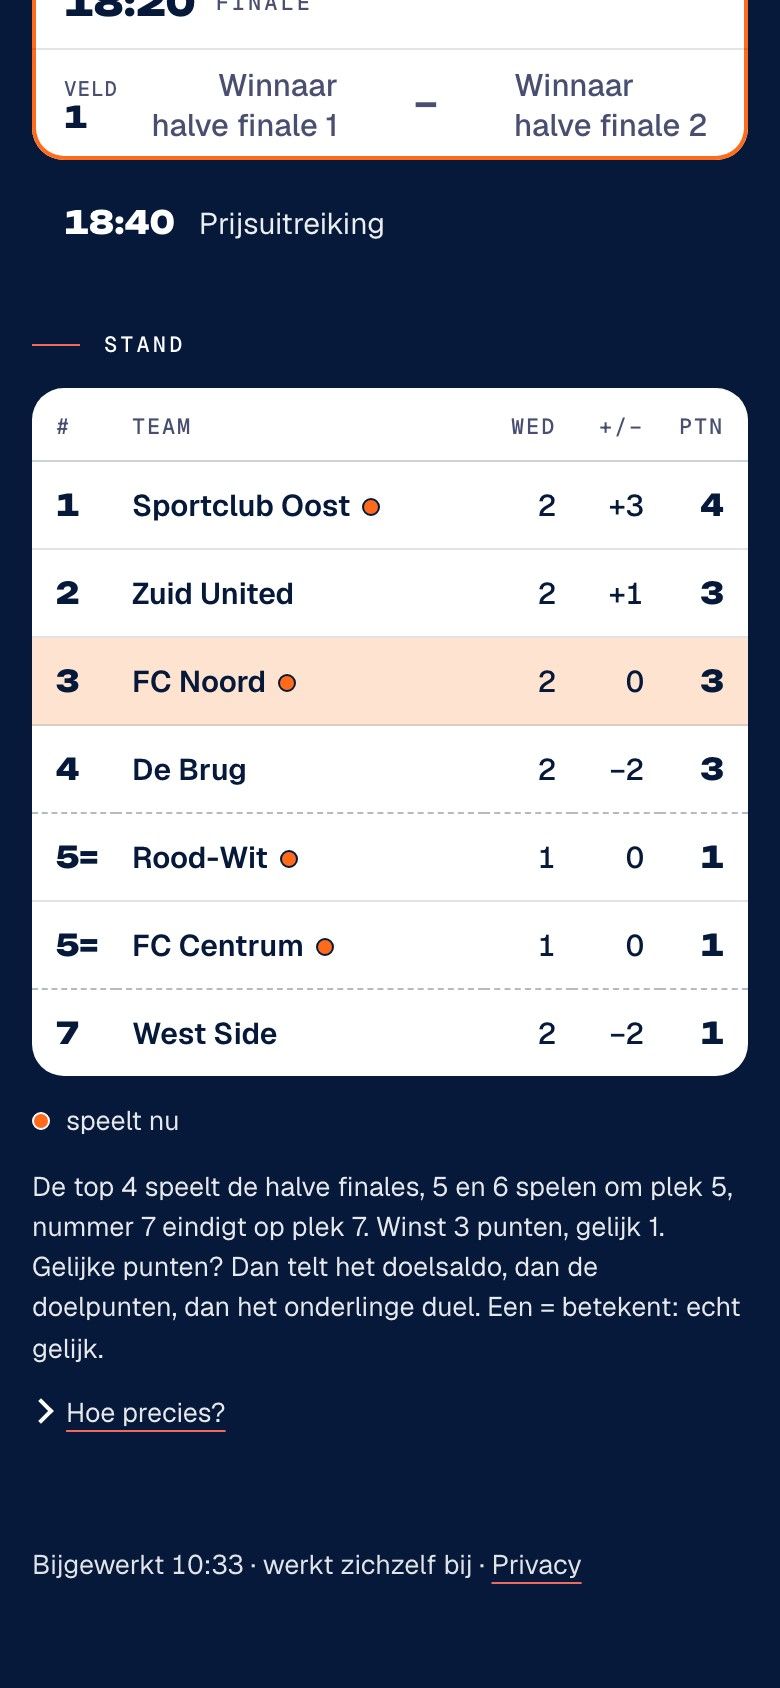 18:20 FINALE
VELD 1 Winnaar halve finale 1 – Winnaar halve finale 2
18:40 Prijsuitreiking
STAND
# TEAM WED +/− PTN
1 Sportclub Oost 2 +3 4
2 Zuid United 2 +1 3
3 FC Noord 2 0 3
4 De Brug 2 −2 3
5= Rood-Wit 1 0 1
5= FC Centrum 1 0 1
7 West Side 2 −2 1
speelt nu
De top 4 speelt de halve finales, 5 en 6 spelen om plek 5,
nummer 7 eindigt op plek 7. Winst 3 punten, gelijk 1.
Gelijke punten? Dan telt het doelsaldo, dan de
doelpunten, dan het onderlinge duel. Een = betekent: echt
gelijk.
Hoe precies?
Bijgewerkt 10:33 · werkt zichzelf bij · Privacy